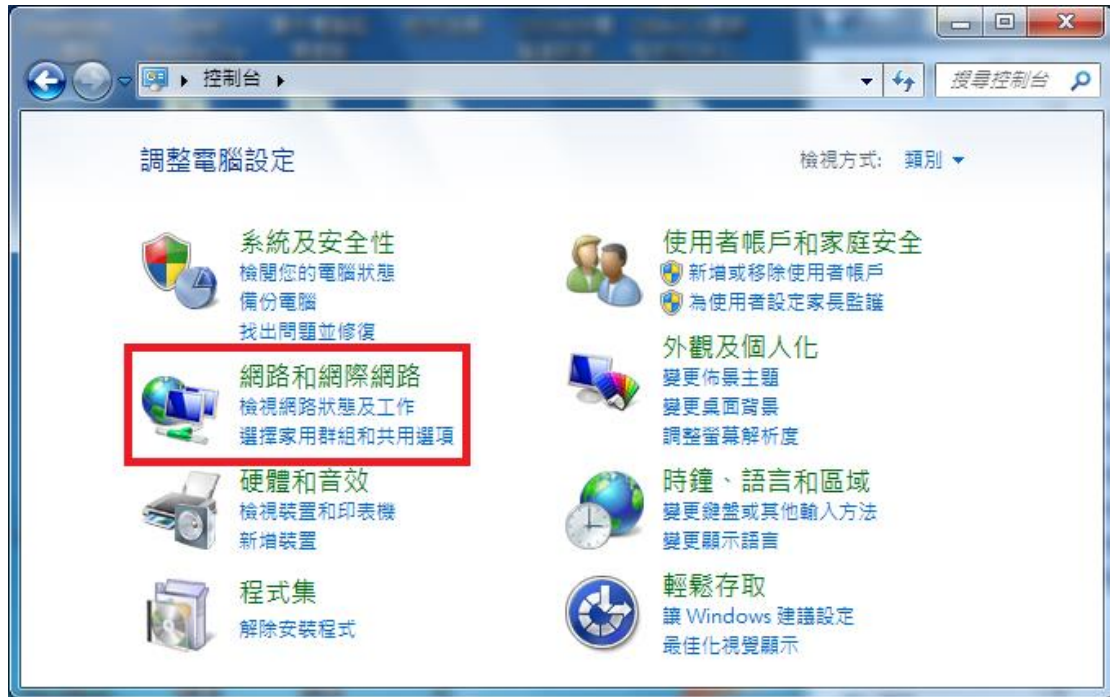 控制台
搜尋控制台
調整電腦設定
檢視方式: 類別
系統及安全性
檢閱您的電腦狀態
備份電腦
找出問題並修復
網路和網際網路
檢視網路狀態及工作
選擇家用群組和共用選項
硬體和音效
檢視裝置和印表機
新增裝置
程式集
解除安裝程式
使用者帳戶和家庭安全
新增或移除使用者帳戶
為使用者設定家長監護
外觀及個人化
變更佈景主題
變更桌面背景
調整螢幕解析度
時鐘、語言和區域
變更鍵盤或其他輸入方法
變更顯示語言
輕鬆存取
讓 Windows 建議設定
最佳化視覺顯示